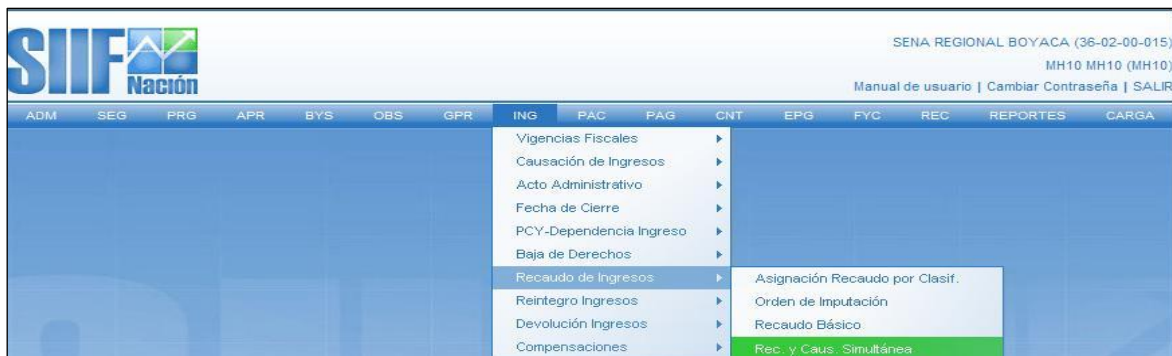 SIIF Nación
SENA REGIONAL BOYACA (36-02-00-015)
MH10 MH10 (MH10)
Manual de usuario | Cambiar Contraseña | SALIR
ADM SEG PRG APR BYS OBS GPR ING PAC PAG CNT EPG FYC REC REPORTES CARGA
Vigencias Fiscales
Causación de Ingresos
Acto Administrativo
Fecha de Cierre
PCY-Dependencia Ingreso
Baja de Derechos
Recaudo de Ingresos
Reintegro Ingresos
Devolución Ingresos
Compensaciones
Asignación Recaudo por Clasif.
Orden de Imputación
Recaudo Básico
Rec. y Caus. Simultánea